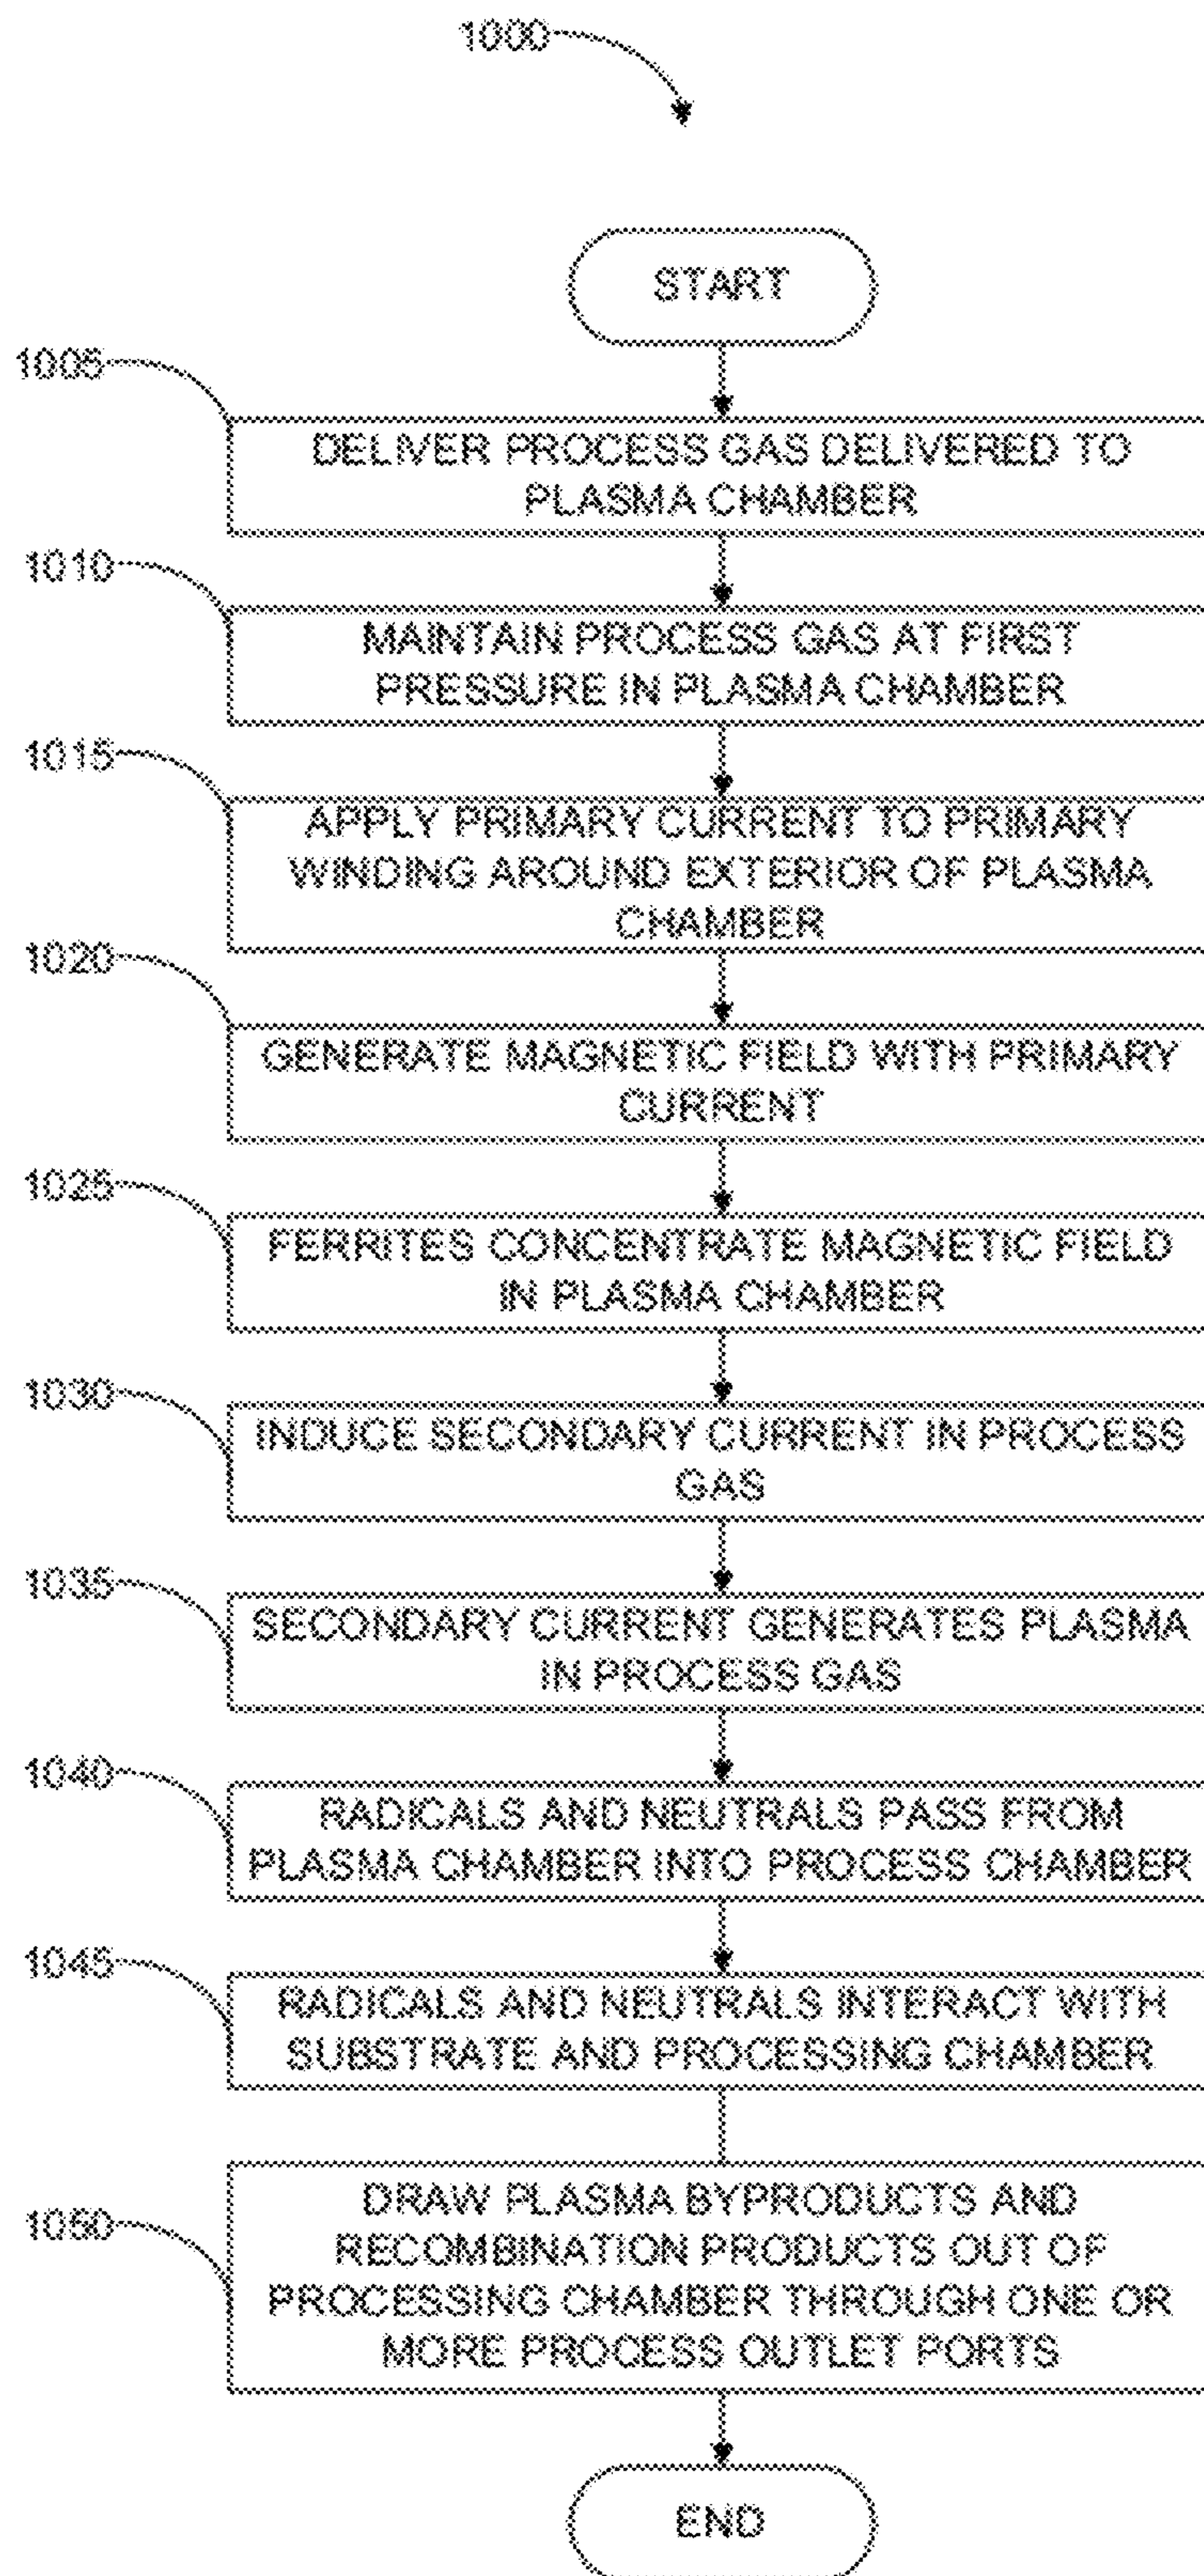 1000
START
1005
DELIVER PROCESS GAS DELIVERED TO
PLASMA CHAMBER
1010
MAINTAIN PROCESS GAS AT FIRST
PRESSURE IN PLASMA CHAMBER
1015
APPLY PRIMARY CURRENT TO PRIMARY
WINDING AROUND EXTERIOR OF PLASMA
CHAMBER
1020
GENERATE MAGNETIC FIELD WITH PRIMARY
CURRENT
1025
FERRITES CONCENTRATE MAGNETIC FIELD
IN PLASMA CHAMBER
1030
INDUCE SECONDARY CURRENT IN PROCESS
GAS
1035
SECONDARY CURRENT GENERATES PLASMA
IN PROCESS GAS
1040
RADICALS AND NEUTRALS PASS FROM
PLASMA CHAMBER INTO PROCESS CHAMBER
1045
RADICALS AND NEUTRALS INTERACT WITH
SUBSTRATE AND PROCESSING CHAMBER
1050
DRAW PLASMA BYPRODUCTS AND
RECOMBINATION PRODUCTS OUT OF
PROCESSING CHAMBER THROUGH ONE OR
MORE PROCESS OUTLET PORTS
END